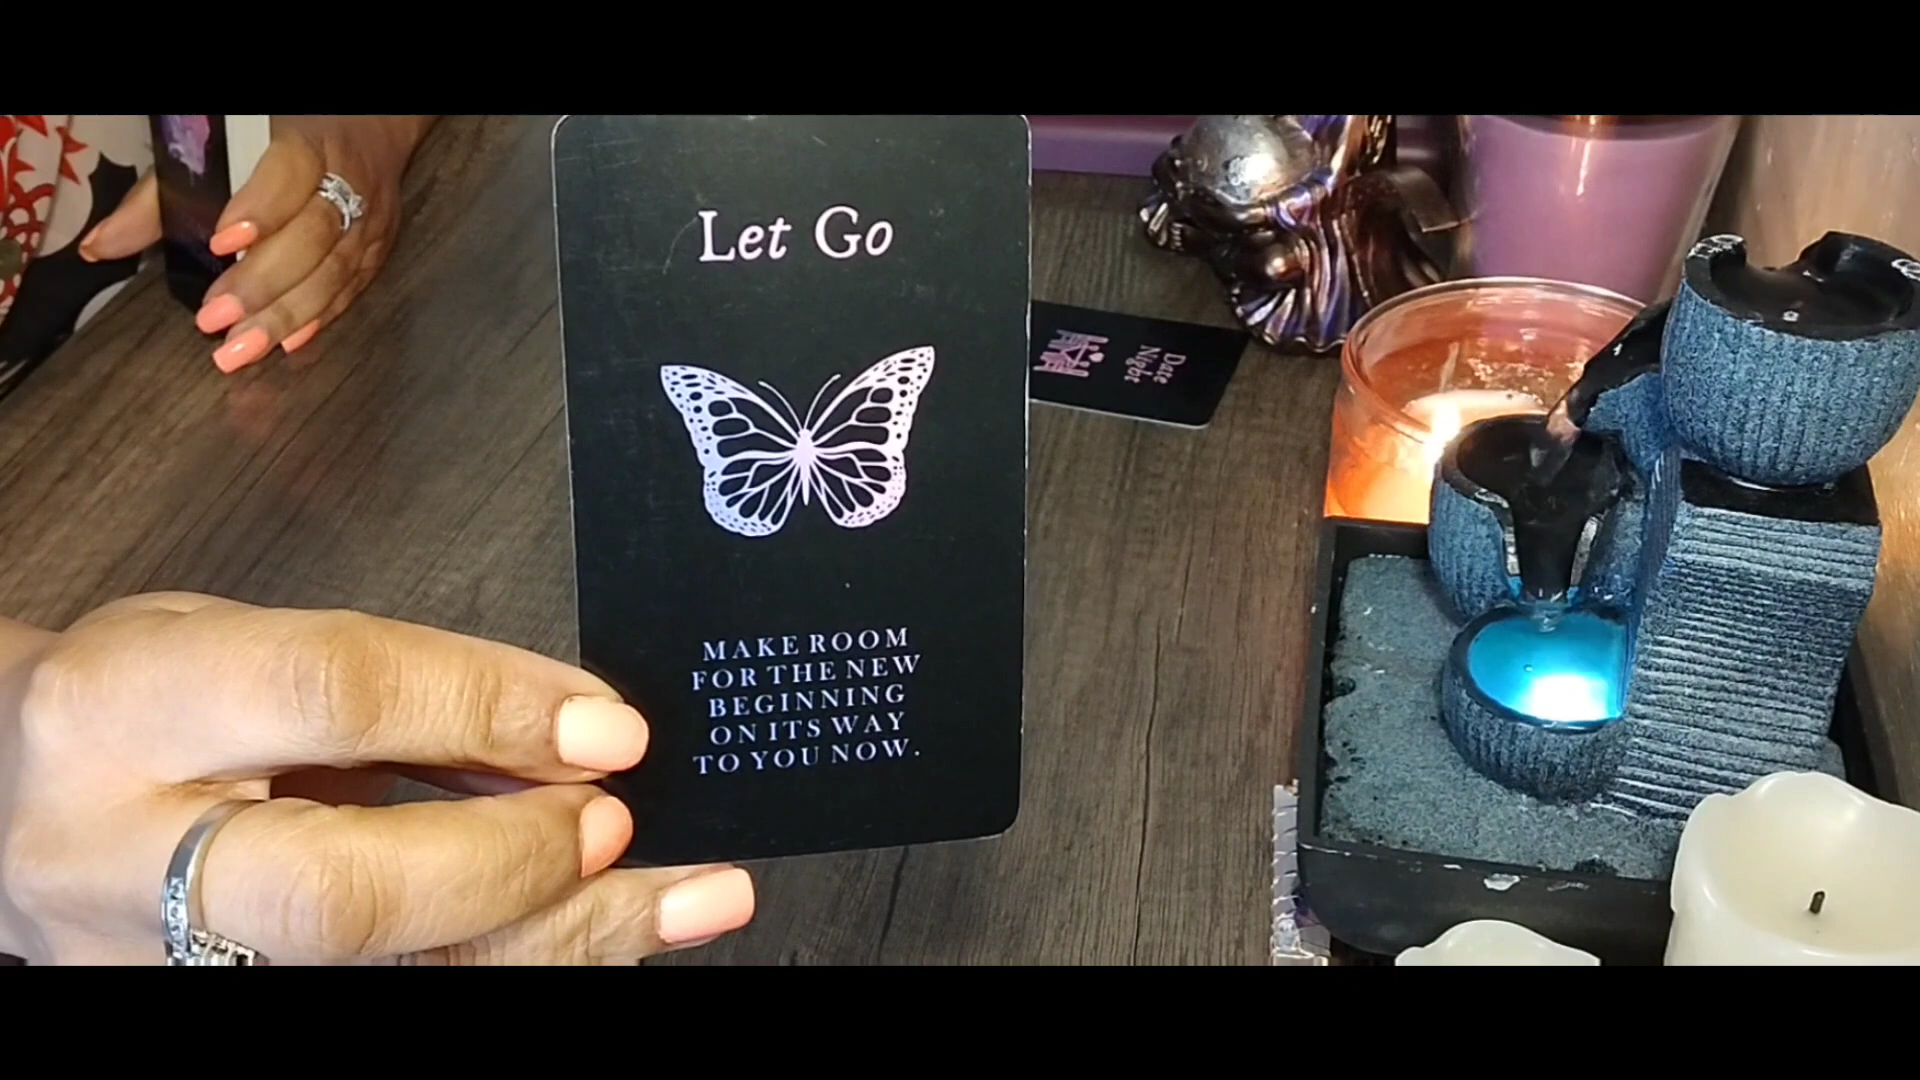 Let Go
MAKE ROOM
FOR THE NEW
BEGINNING
ON ITS WAY
TO YOU NOW.
Date
Night